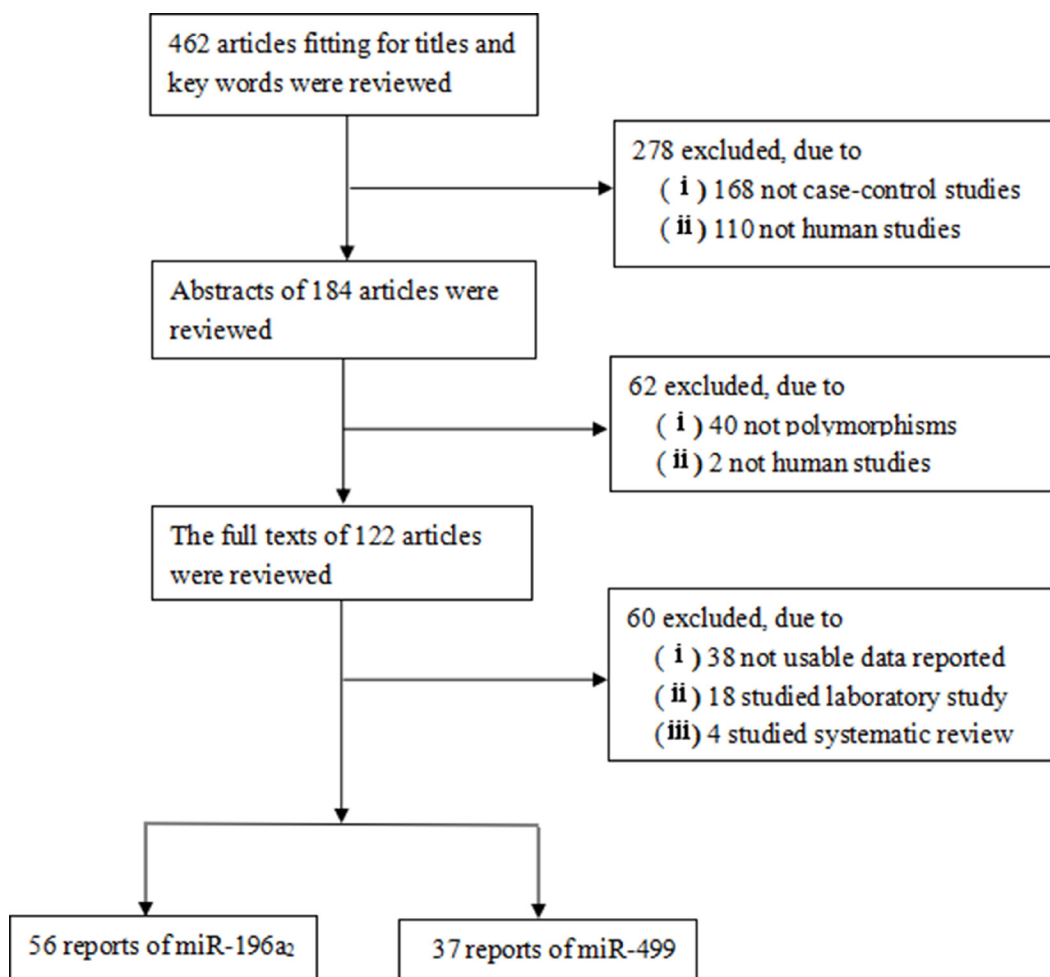 462 articles fitting for titles and
key words were reviewed
278 excluded, due to
( i ) 168 not case-control studies
( ii ) 110 not human studies
Abstracts of 184 articles were
reviewed
62 excluded, due to
( i ) 40 not polymorphisms
( ii ) 2 not human studies
The full texts of 122 articles
were reviewed
60 excluded, due to
( i ) 38 not usable data reported
( ii ) 18 studied laboratory study
( iii ) 4 studied systematic review
56 reports of miR-196a₂
37 reports of miR-499